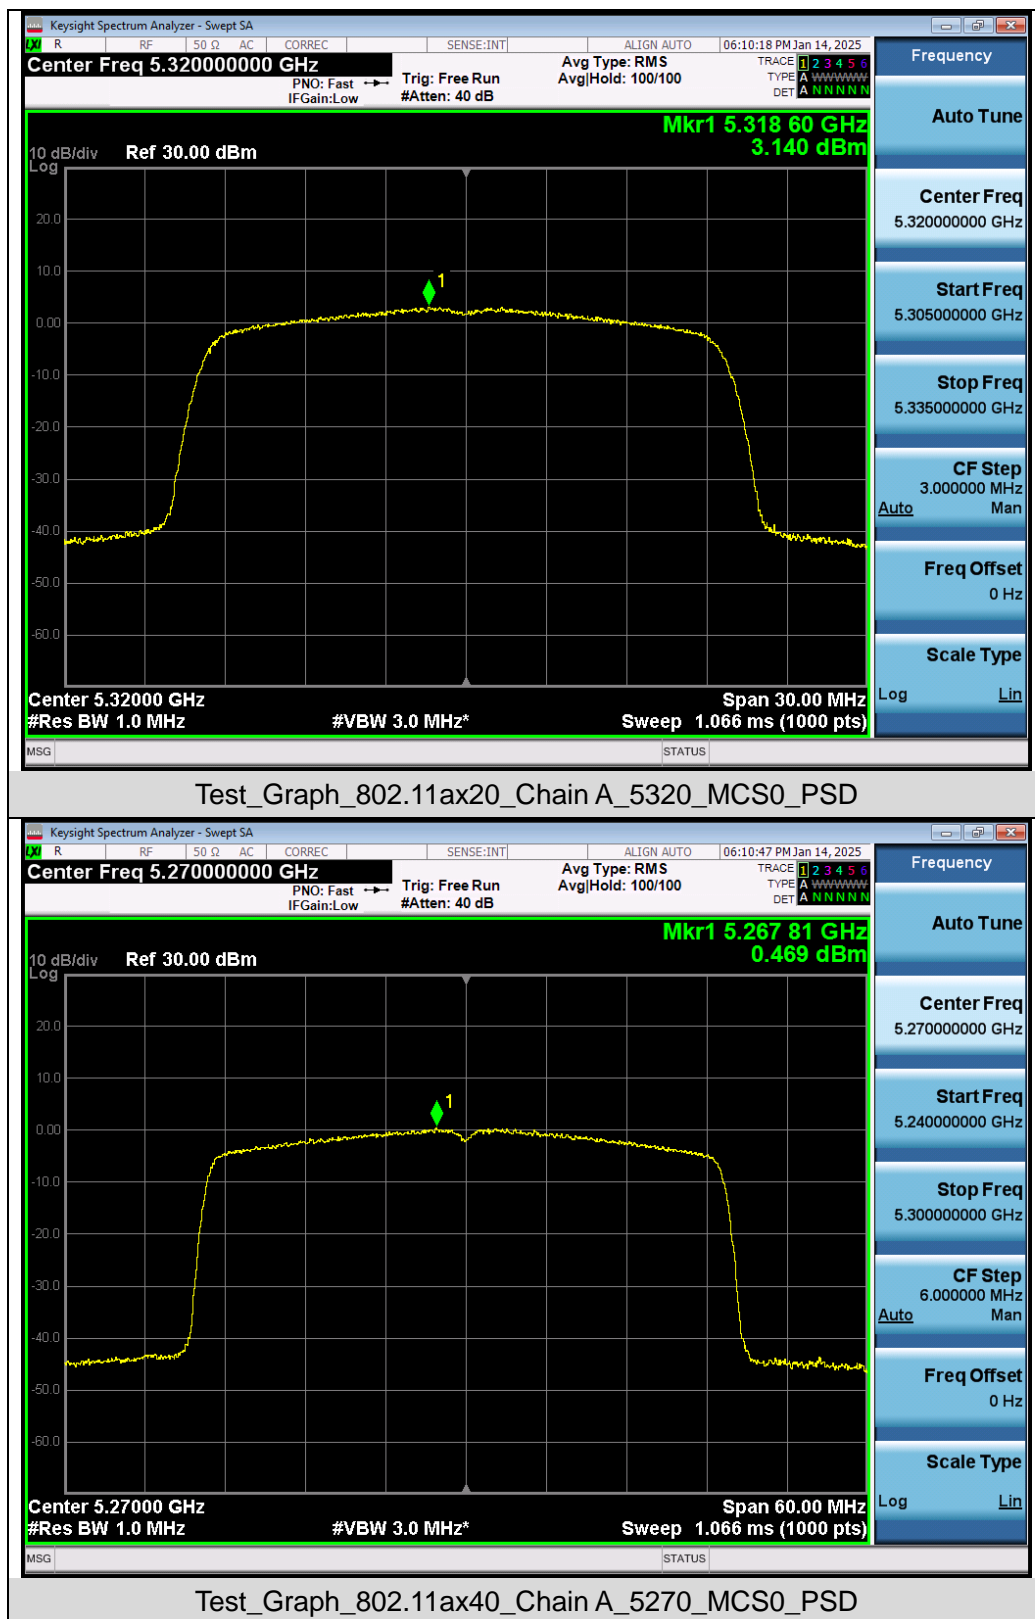 Keysight Spectrum Analyzer - Swept SA
LXI R RF 50 Ω AC CORREC SENSE:INT ALIGN AUTO 06:10:18 PM Jan 14, 2025
Center Freq 5.320000000 GHz
PNO: Fast
IFGain:Low
Trig: Free Run
#Atten: 40 dB
Avg Type: RMS
Avg|Hold: 100/100
TRACE 1 2 3 4 5 6
TYPE A WWWWW
DET A N N N N N
Mkr1 5.318 60 GHz
3.140 dBm
10 dB/div Ref 30.00 dBm
Log
20.0
10.0
0.00
-10.0
-20.0
-30.0
-40.0
-50.0
-60.0
1
Center 5.32000 GHz Span 30.00 MHz
#Res BW 1.0 MHz #VBW 3.0 MHz* Sweep 1.066 ms (1000 pts)
MSG STATUS
Frequency
Auto Tune
Center Freq
5.320000000 GHz
Start Freq
5.305000000 GHz
Stop Freq
5.335000000 GHz
CF Step
3.000000 MHz
Auto Man
Freq Offset
0 Hz
Scale Type
Log Lin
Test_Graph_802.11ax20_Chain A_5320_MCS0_PSD
Keysight Spectrum Analyzer - Swept SA
LXI R RF 50 Ω AC CORREC SENSE:INT ALIGN AUTO 06:10:47 PM Jan 14, 2025
Center Freq 5.270000000 GHz
PNO: Fast
IFGain:Low
Trig: Free Run
#Atten: 40 dB
Avg Type: RMS
Avg|Hold: 100/100
TRACE 1 2 3 4 5 6
TYPE A WWWWW
DET A N N N N N
Mkr1 5.267 81 GHz
0.469 dBm
10 dB/div Ref 30.00 dBm
Log
20.0
10.0
0.00
-10.0
-20.0
-30.0
-40.0
-50.0
-60.0
1
Center 5.27000 GHz Span 60.00 MHz
#Res BW 1.0 MHz #VBW 3.0 MHz* Sweep 1.066 ms (1000 pts)
MSG STATUS
Frequency
Auto Tune
Center Freq
5.270000000 GHz
Start Freq
5.240000000 GHz
Stop Freq
5.300000000 GHz
CF Step
6.000000 MHz
Auto Man
Freq Offset
0 Hz
Scale Type
Log Lin
Test_Graph_802.11ax40_Chain A_5270_MCS0_PSD